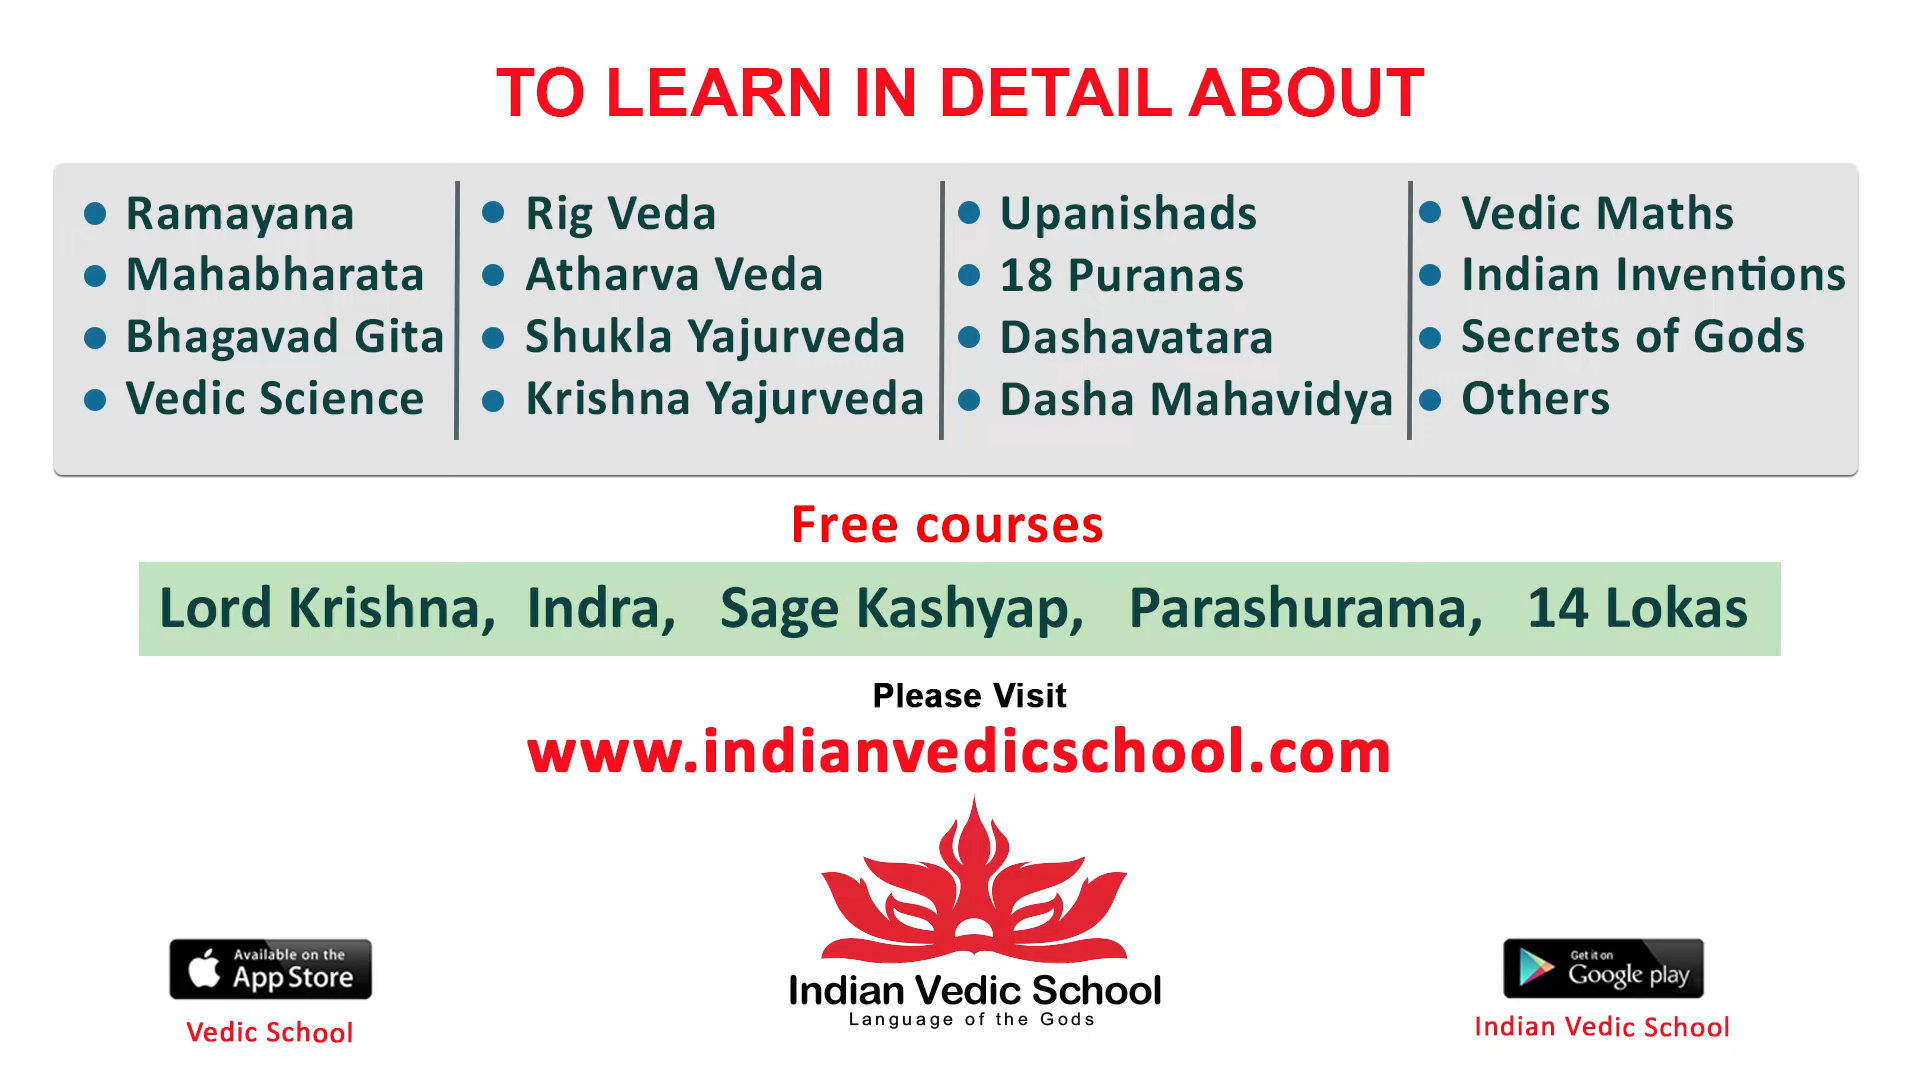 TO LEARN IN DETAIL ABOUT
Ramayana
Mahabharata
Bhagavad Gita
Vedic Science
Rig Veda
Atharva Veda
Shukla Yajurveda
Krishna Yajurveda
Upanishads
18 Puranas
Dashavatara
Dasha Mahavidya
Vedic Maths
Indian Inventions
Secrets of Gods
Others
Free courses
Lord Krishna, Indra, Sage Kashyap, Parashurama, 14 Lokas
Please Visit
www.indianvedicschool.com
Indian Vedic School
Language of the Gods
Available on the
App Store
Vedic School
Get it on
Google play
Indian Vedic School